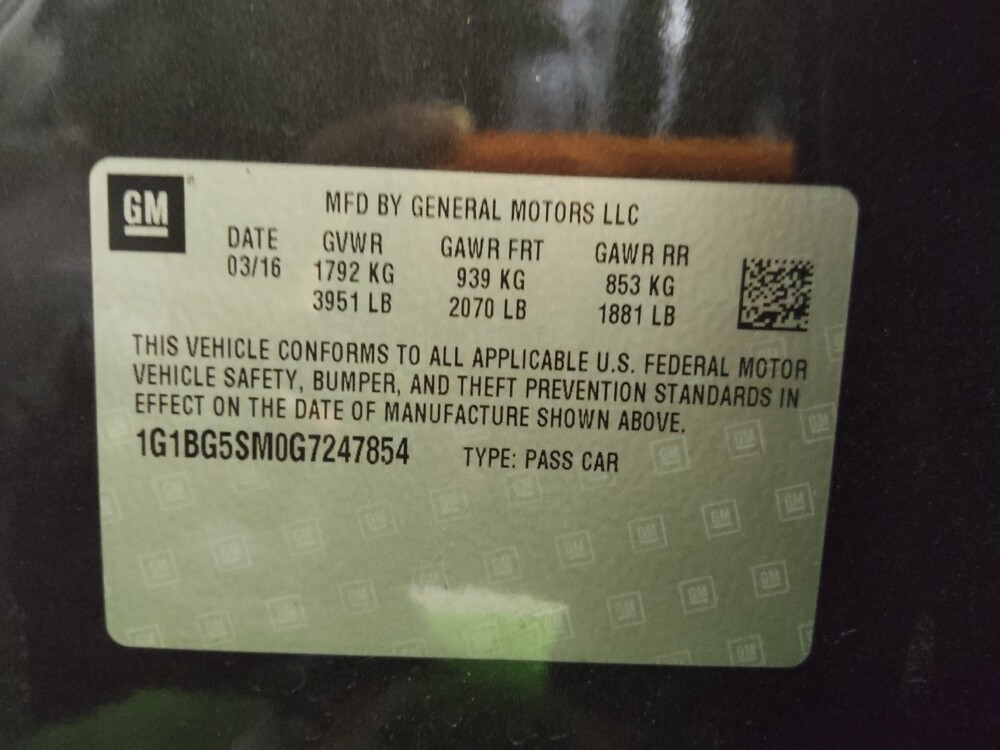 GM
MFD BY GENERAL MOTORS LLC
DATE GVWR GAWR FRT GAWR RR
03/16 1792 KG 939 KG 853 KG
3951 LB 2070 LB 1881 LB
THIS VEHICLE CONFORMS TO ALL APPLICABLE U.S. FEDERAL MOTOR
VEHICLE SAFETY, BUMPER, AND THEFT PREVENTION STANDARDS IN
EFFECT ON THE DATE OF MANUFACTURE SHOWN ABOVE.
1G1BG5SM0G7247854 TYPE: PASS CAR